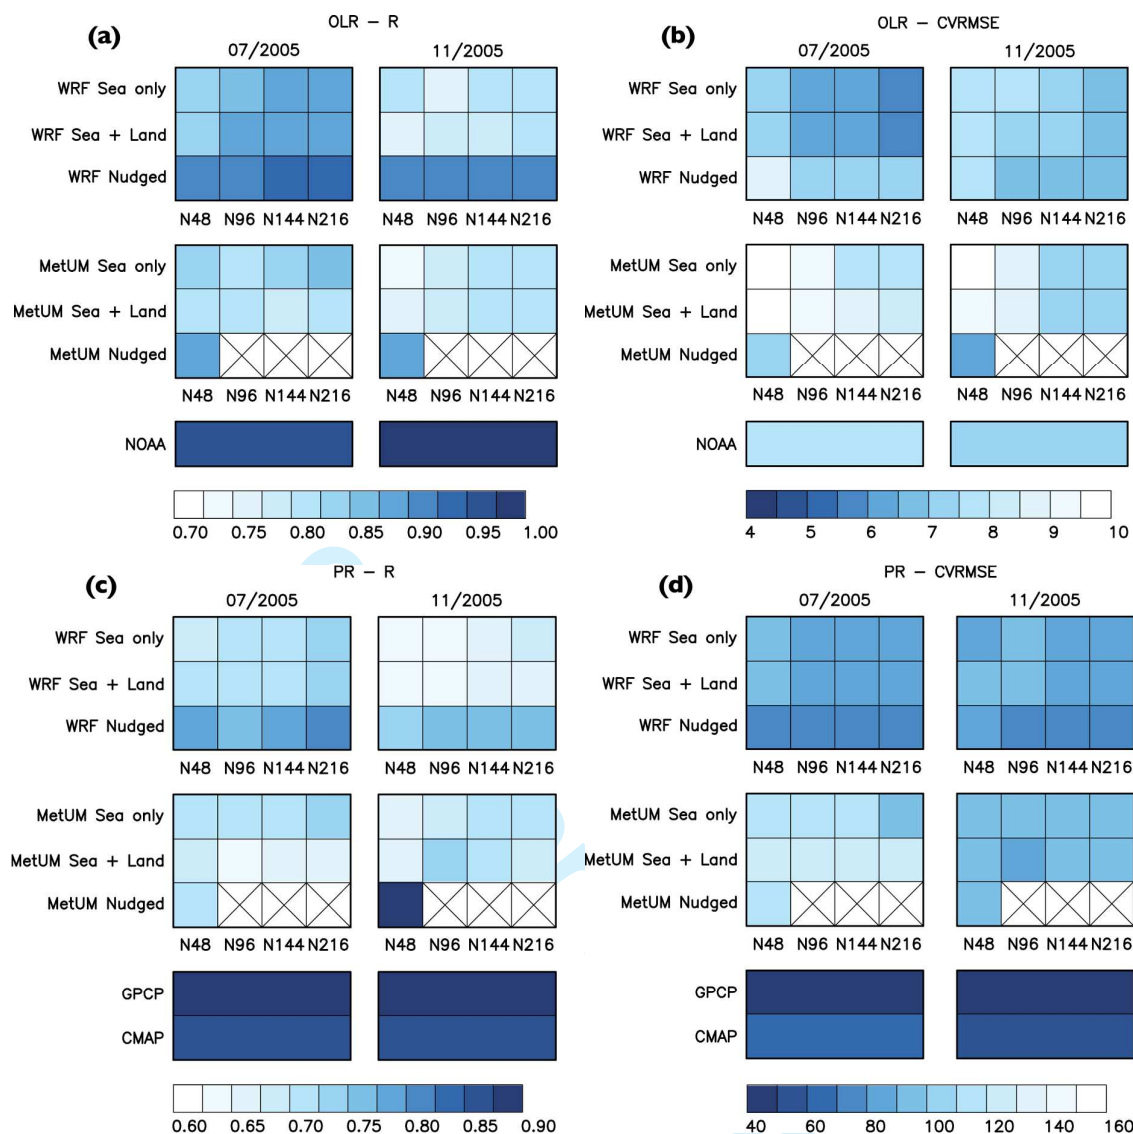 OLR – R
(a)
07/2005 11/2005
WRF Sea only
WRF Sea + Land
WRF Nudged
N48 N96 N144 N216 N48 N96 N144 N216
MetUM Sea only
MetUM Sea + Land
MetUM Nudged
N48 N96 N144 N216 N48 N96 N144 N216
NOAA
0.70 0.75 0.80 0.85 0.90 0.95 1.00
OLR – CVRMSE
(b)
07/2005 11/2005
WRF Sea only
WRF Sea + Land
WRF Nudged
N48 N96 N144 N216 N48 N96 N144 N216
MetUM Sea only
MetUM Sea + Land
MetUM Nudged
N48 N96 N144 N216 N48 N96 N144 N216
NOAA
4 5 6 7 8 9 10
PR – R
(c)
07/2005 11/2005
WRF Sea only
WRF Sea + Land
WRF Nudged
N48 N96 N144 N216 N48 N96 N144 N216
MetUM Sea only
MetUM Sea + Land
MetUM Nudged
N48 N96 N144 N216 N48 N96 N144 N216
GPCP
CMAP
0.60 0.65 0.70 0.75 0.80 0.85 0.90
PR – CVRMSE
(d)
07/2005 11/2005
WRF Sea only
WRF Sea + Land
WRF Nudged
N48 N96 N144 N216 N48 N96 N144 N216
MetUM Sea only
MetUM Sea + Land
MetUM Nudged
N48 N96 N144 N216 N48 N96 N144 N216
GPCP
CMAP
40 60 80 100 120 140 160